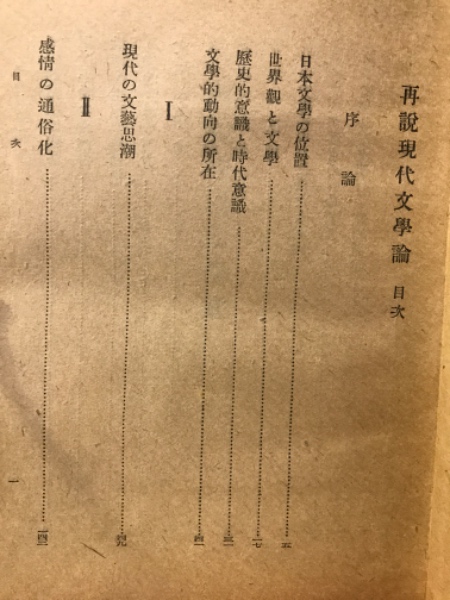 再說現代文學論 目次
序論
日本文學の位置……五
世界觀と文學……一七
歷史的意識と時代意識……三一
文學的動向の所在……四一
Ⅰ
現代の文藝思潮……四九
Ⅱ
感情の通俗化……一四三
目次 一